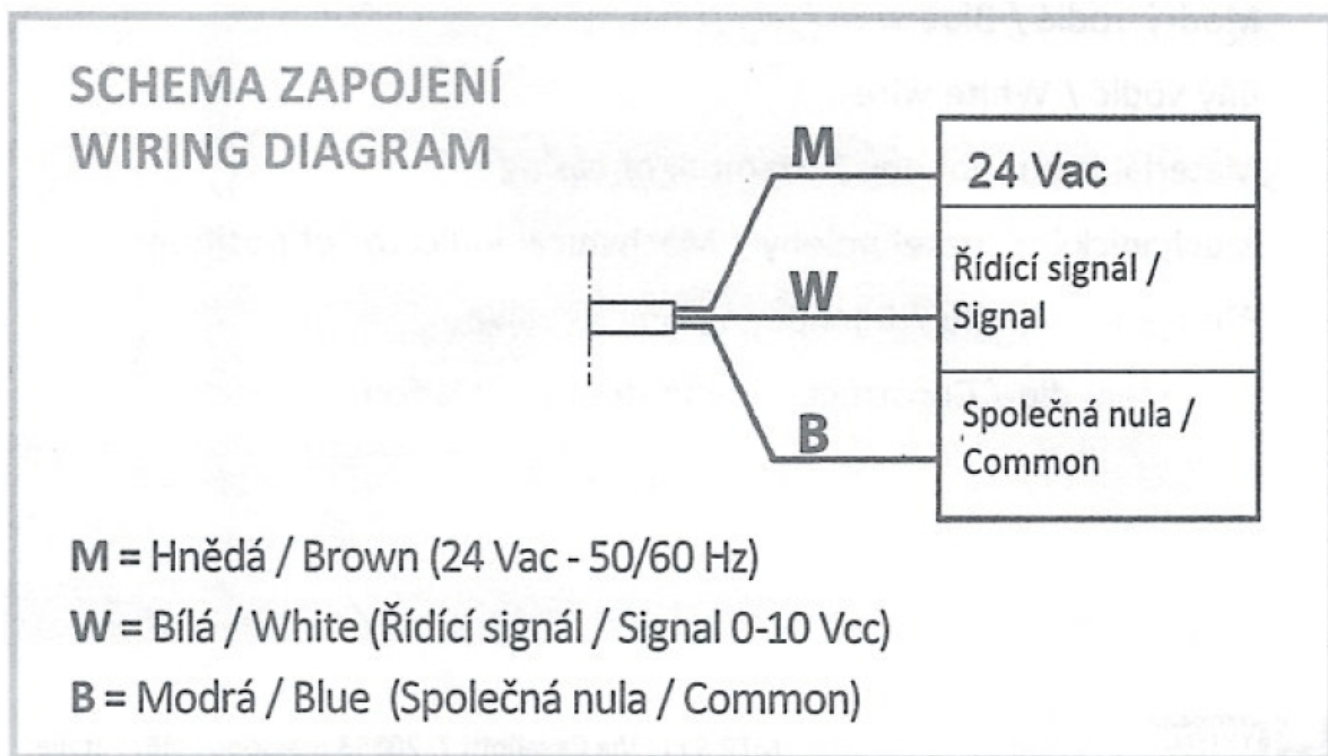 SCHEMA ZAPOJENÍ
WIRING DIAGRAM
M
24 Vac
W
Řídící signál /
Signal
B
Společná nula /
Common
M = Hnědá / Brown (24 Vac - 50/60 Hz)
W = Bílá / White (Řídící signál / Signal 0-10 Vcc)
B = Modrá / Blue (Společná nula / Common)